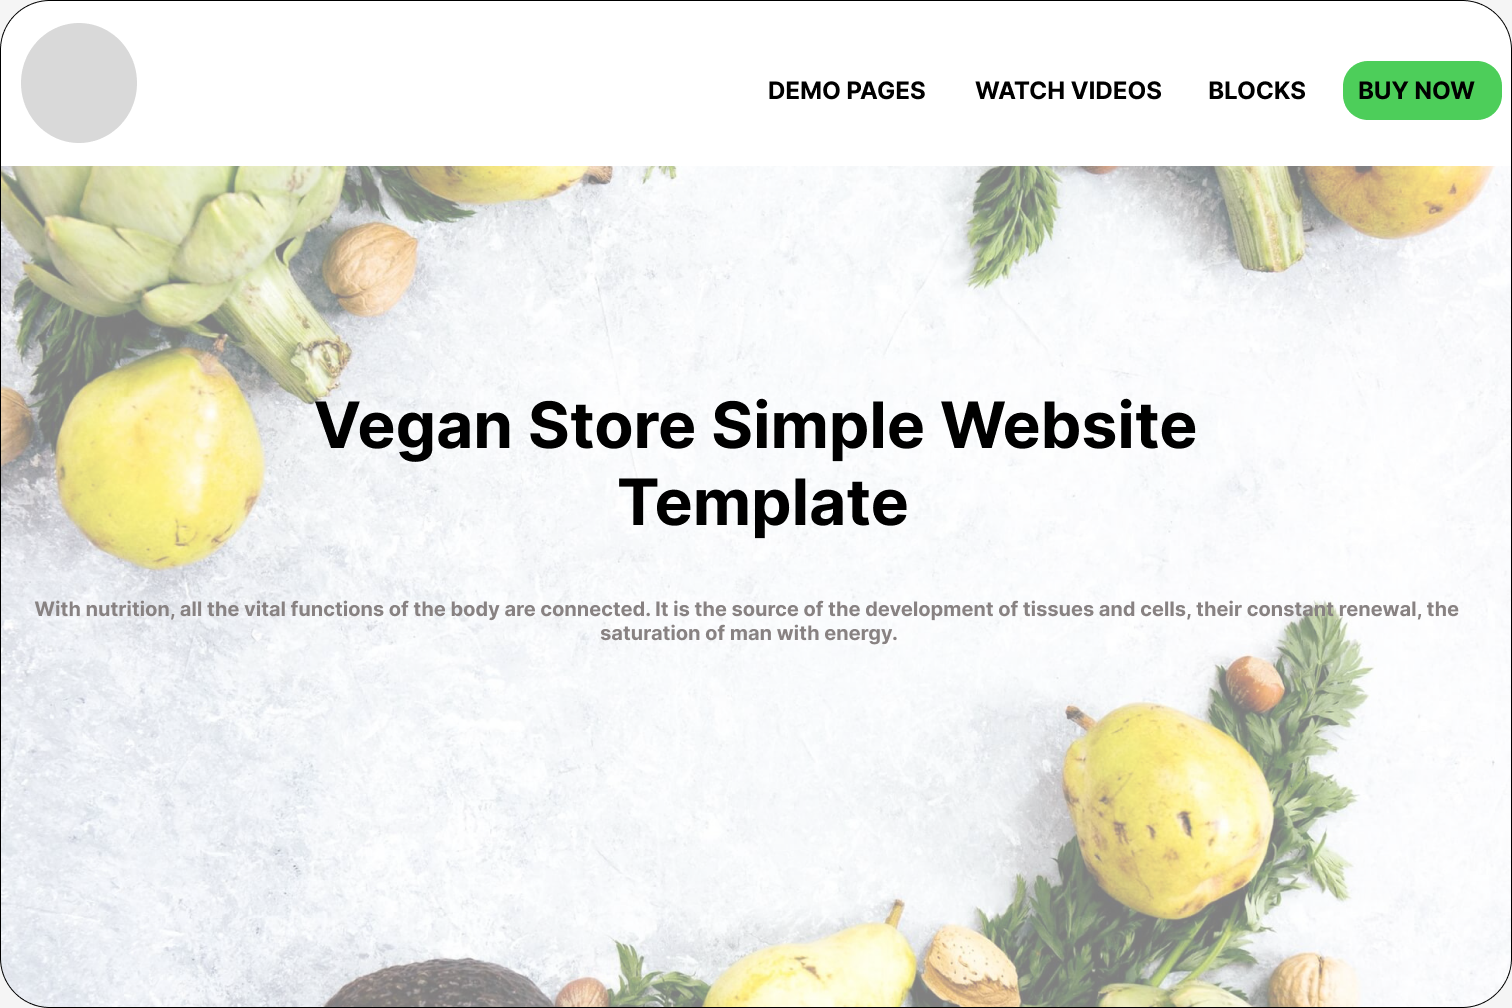 DEMO PAGES WATCH VIDEOS BLOCKS BUY NOW
Vegan Store Simple Website
Template
With nutrition, all the vital functions of the body are connected. It is the source of the development of tissues and cells, their constant renewal, the
saturation of man with energy.